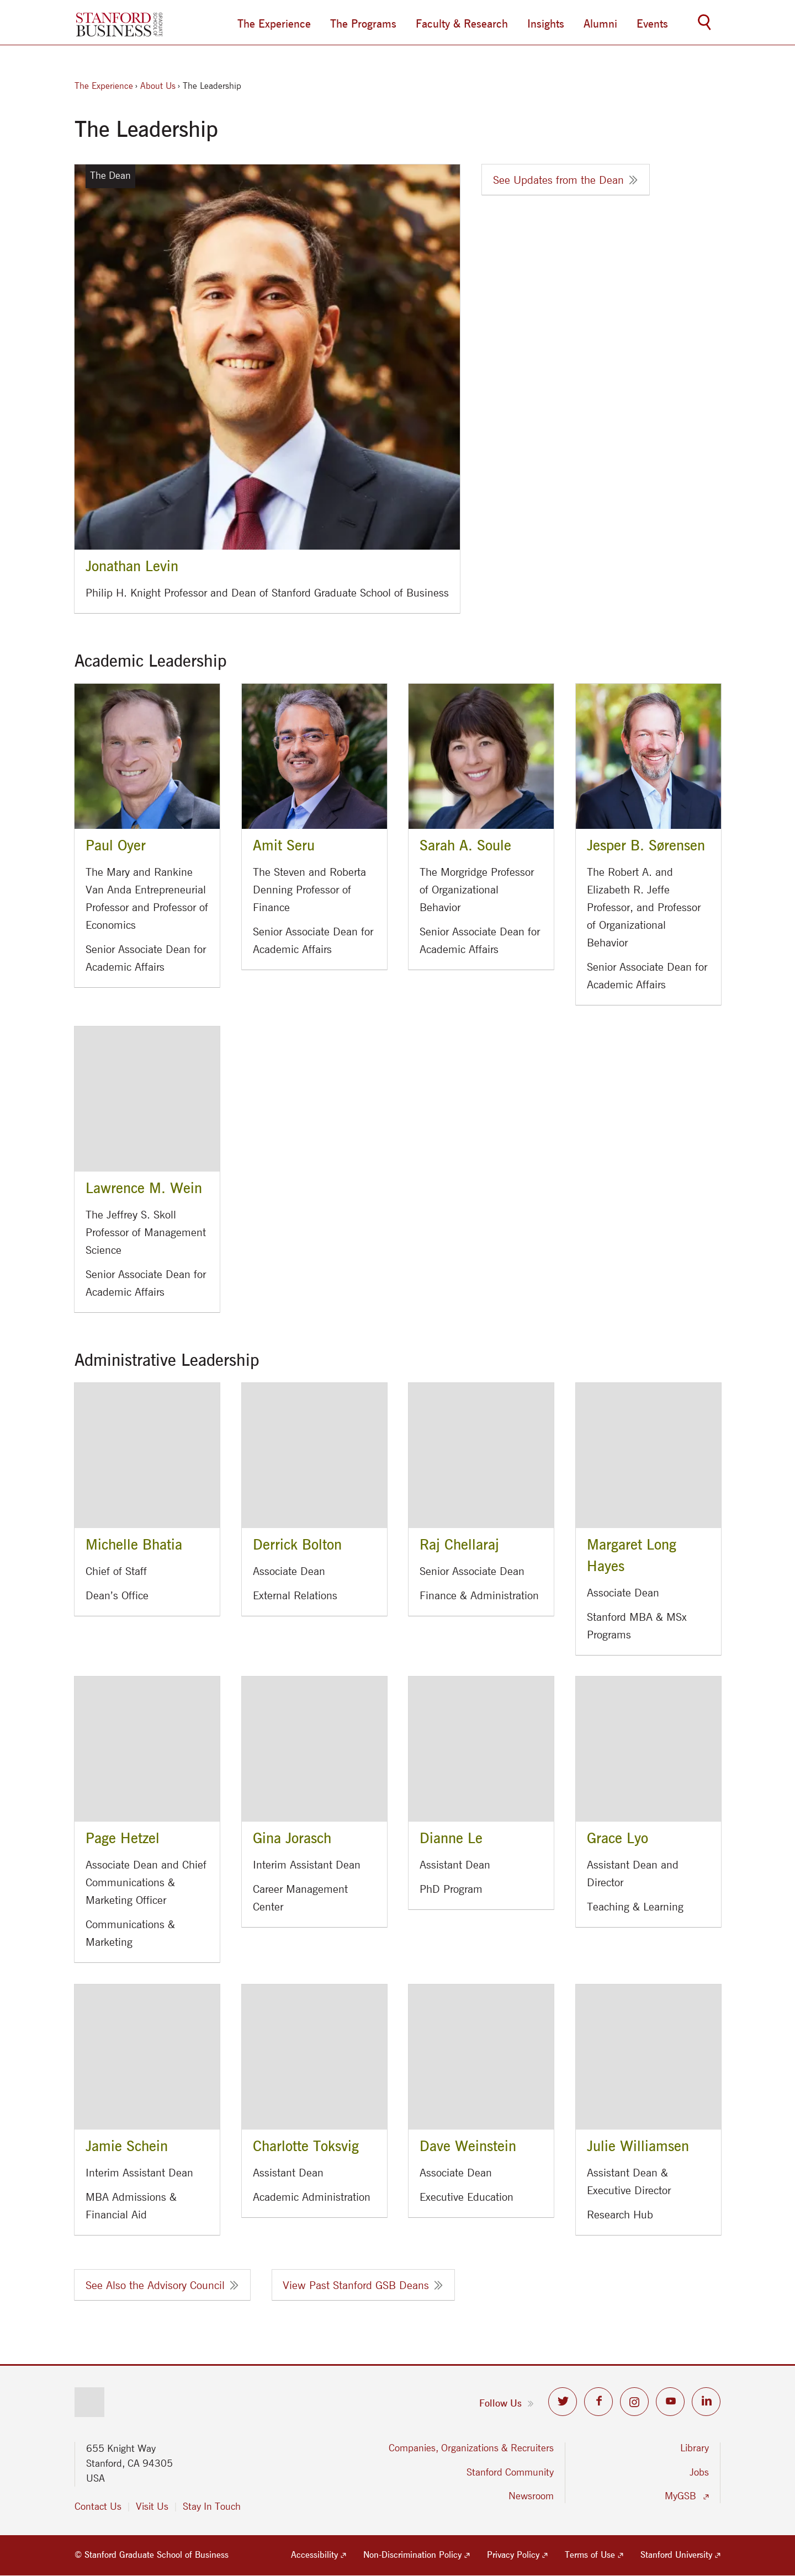 STANFORD
BUSINESS
GRADUATE
SCHOOL OF
The Experience
The Programs
Faculty & Research
Insights
Alumni
Events
The Experience › About Us › The Leadership
The Leadership
The Dean
See Updates from the Dean
Jonathan Levin
Philip H. Knight Professor and Dean of Stanford Graduate School of Business
Academic Leadership
Paul Oyer
The Mary and Rankine
Van Anda Entrepreneurial
Professor and Professor of
Economics
Senior Associate Dean for
Academic Affairs
Amit Seru
The Steven and Roberta
Denning Professor of
Finance
Senior Associate Dean for
Academic Affairs
Sarah A. Soule
The Morgridge Professor
of Organizational
Behavior
Senior Associate Dean for
Academic Affairs
Jesper B. Sørensen
The Robert A. and
Elizabeth R. Jeffe
Professor, and Professor
of Organizational
Behavior
Senior Associate Dean for
Academic Affairs
Lawrence M. Wein
The Jeffrey S. Skoll
Professor of Management
Science
Senior Associate Dean for
Academic Affairs
Administrative Leadership
Michelle Bhatia
Chief of Staff
Dean's Office
Derrick Bolton
Associate Dean
External Relations
Raj Chellaraj
Senior Associate Dean
Finance & Administration
Margaret Long
Hayes
Associate Dean
Stanford MBA & MSx
Programs
Page Hetzel
Associate Dean and Chief
Communications &
Marketing Officer
Communications &
Marketing
Gina Jorasch
Interim Assistant Dean
Career Management
Center
Dianne Le
Assistant Dean
PhD Program
Grace Lyo
Assistant Dean and
Director
Teaching & Learning
Jamie Schein
Interim Assistant Dean
MBA Admissions &
Financial Aid
Charlotte Toksvig
Assistant Dean
Academic Administration
Dave Weinstein
Associate Dean
Executive Education
Julie Williamsen
Assistant Dean &
Executive Director
Research Hub
See Also the Advisory Council
View Past Stanford GSB Deans
Follow Us
655 Knight Way
Stanford, CA 94305
USA
Contact Us
Visit Us
Stay In Touch
Companies, Organizations & Recruiters
Stanford Community
Newsroom
Library
Jobs
MyGSB
© Stanford Graduate School of Business
Accessibility
Non-Discrimination Policy
Privacy Policy
Terms of Use
Stanford University